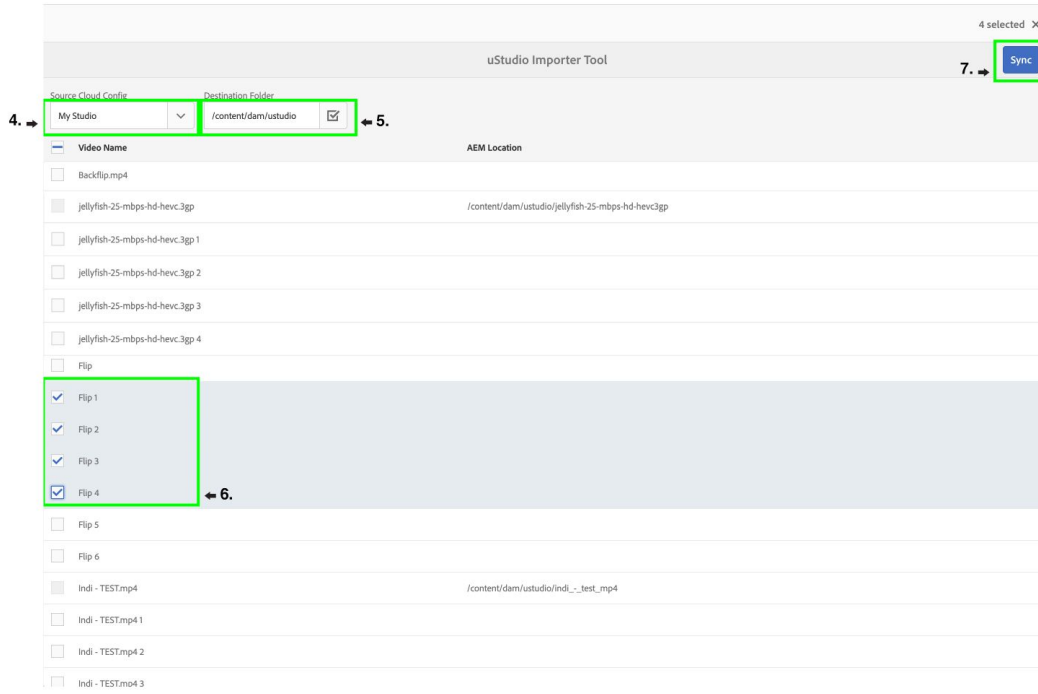 4 selected ×
uStudio Importer Tool
7. ➡ Sync
Source Cloud Config Destination Folder
4. ➡ My Studio /content/dam/ustudio ⬅ 5.
Video Name AEM Location
Backflip.mp4
jellyfish-25-mbps-hd-hevc.3gp /content/dam/ustudio/jellyfish-25-mbps-hd-hevc3gp
jellyfish-25-mbps-hd-hevc.3gp 1
jellyfish-25-mbps-hd-hevc.3gp 2
jellyfish-25-mbps-hd-hevc.3gp 3
jellyfish-25-mbps-hd-hevc.3gp 4
Flip
Flip 1
Flip 2
Flip 3
Flip 4 ⬅ 6.
Flip 5
Flip 6
Indi - TEST.mp4 /content/dam/ustudio/indi_-_test_mp4
Indi - TEST.mp4 1
Indi - TEST.mp4 2
Indi - TEST.mp4 3